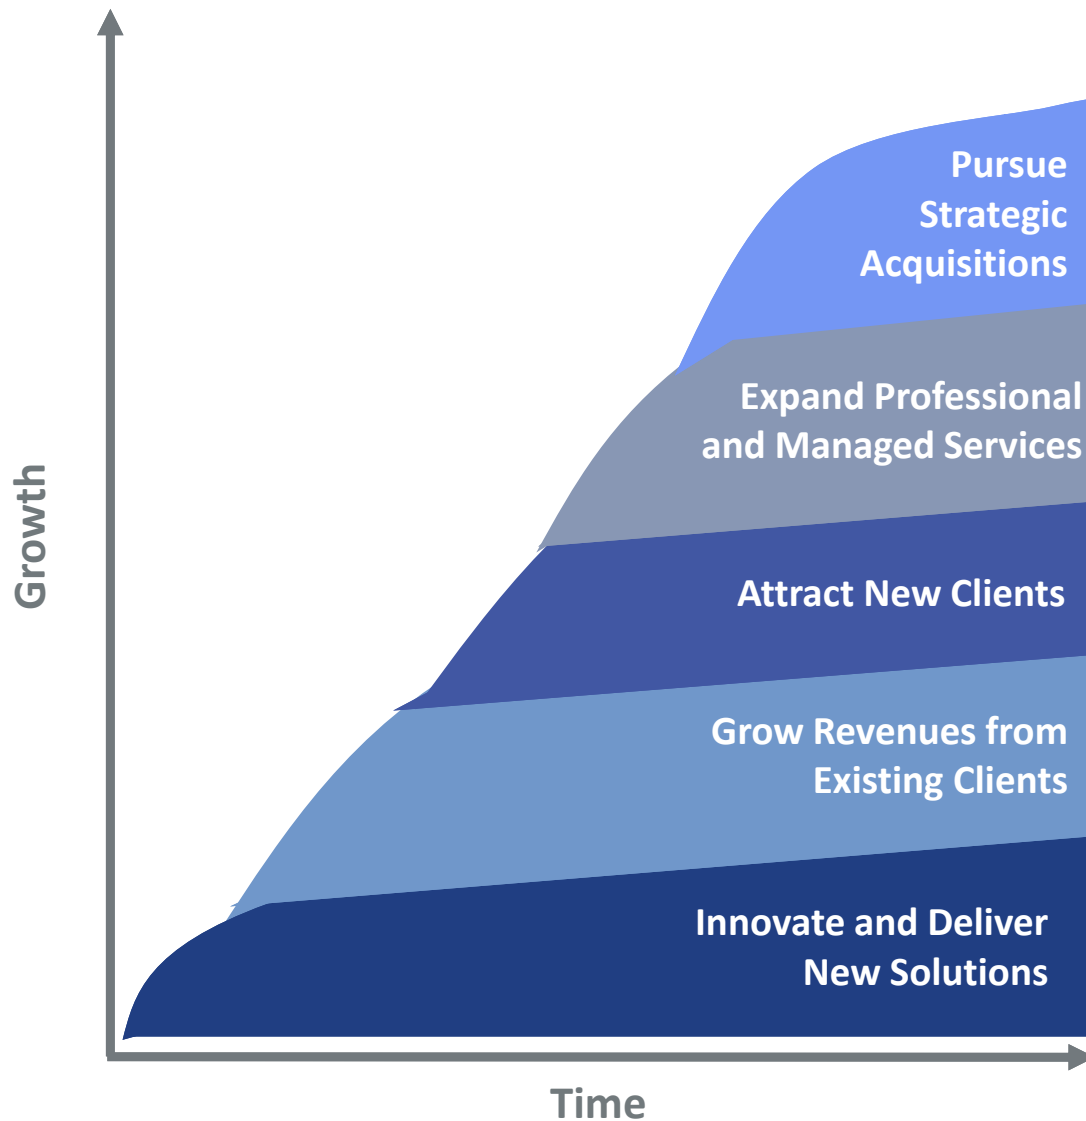 Pursue
Strategic
Acquisitions
Expand Professional
and Managed Services
Growth
Attract New Clients
Grow Revenues from
Existing Clients
Innovate and Deliver
New Solutions
Time